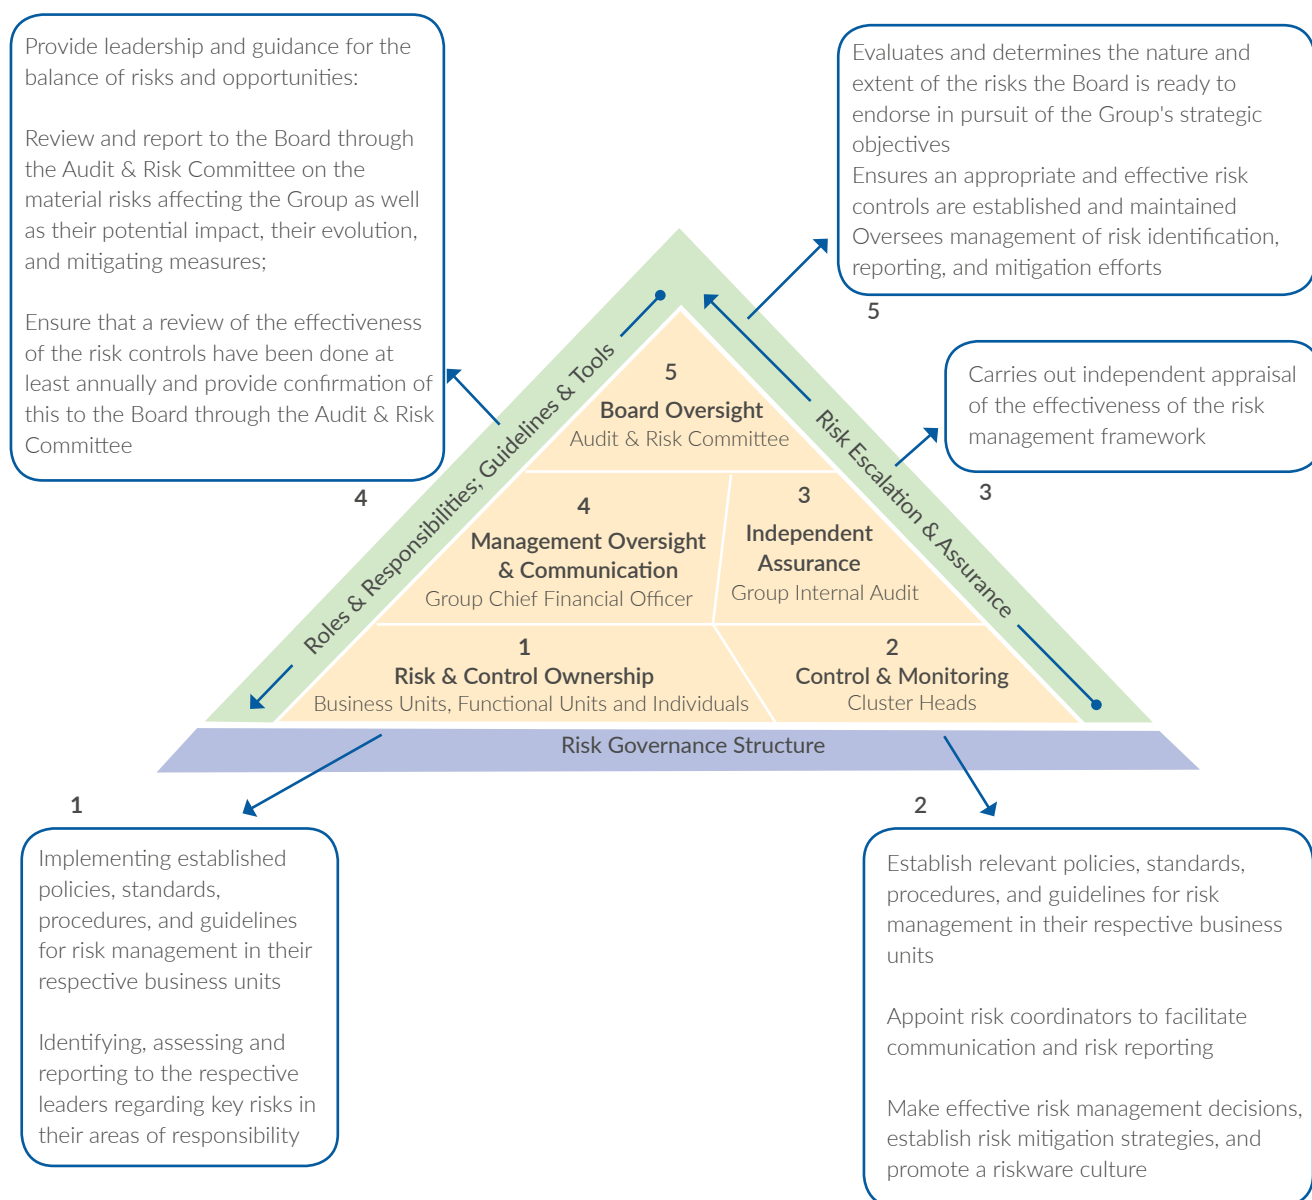 Provide leadership and guidance for the
balance of risks and opportunities:
Review and report to the Board through
the Audit & Risk Committee on the
material risks affecting the Group as well
as their potential impact, their evolution,
and mitigating measures;
Ensure that a review of the effectiveness
of the risk controls have been done at
least annually and provide confirmation of
this to the Board through the Audit & Risk
Committee
4
Evaluates and determines the nature and
extent of the risks the Board is ready to
endorse in pursuit of the Group's strategic
objectives
Ensures an appropriate and effective risk
controls are established and maintained
Oversees management of risk identification,
reporting, and mitigation efforts
5
Carries out independent appraisal
of the effectiveness of the risk
management framework
3
Roles & Responsibilities; Guidelines & Tools
Risk Escalation & Assurance
5
Board Oversight
Audit & Risk Committee
4
Management Oversight
& Communication
Group Chief Financial Officer
3
Independent
Assurance
Group Internal Audit
1
Risk & Control Ownership
Business Units, Functional Units and Individuals
2
Control & Monitoring
Cluster Heads
Risk Governance Structure
1
Implementing established
policies, standards,
procedures, and guidelines
for risk management in their
respective business units
Identifying, assessing and
reporting to the respective
leaders regarding key risks in
their areas of responsibility
2
Establish relevant policies, standards,
procedures, and guidelines for risk
management in their respective business
units
Appoint risk coordinators to facilitate
communication and risk reporting
Make effective risk management decisions,
establish risk mitigation strategies, and
promote a riskware culture